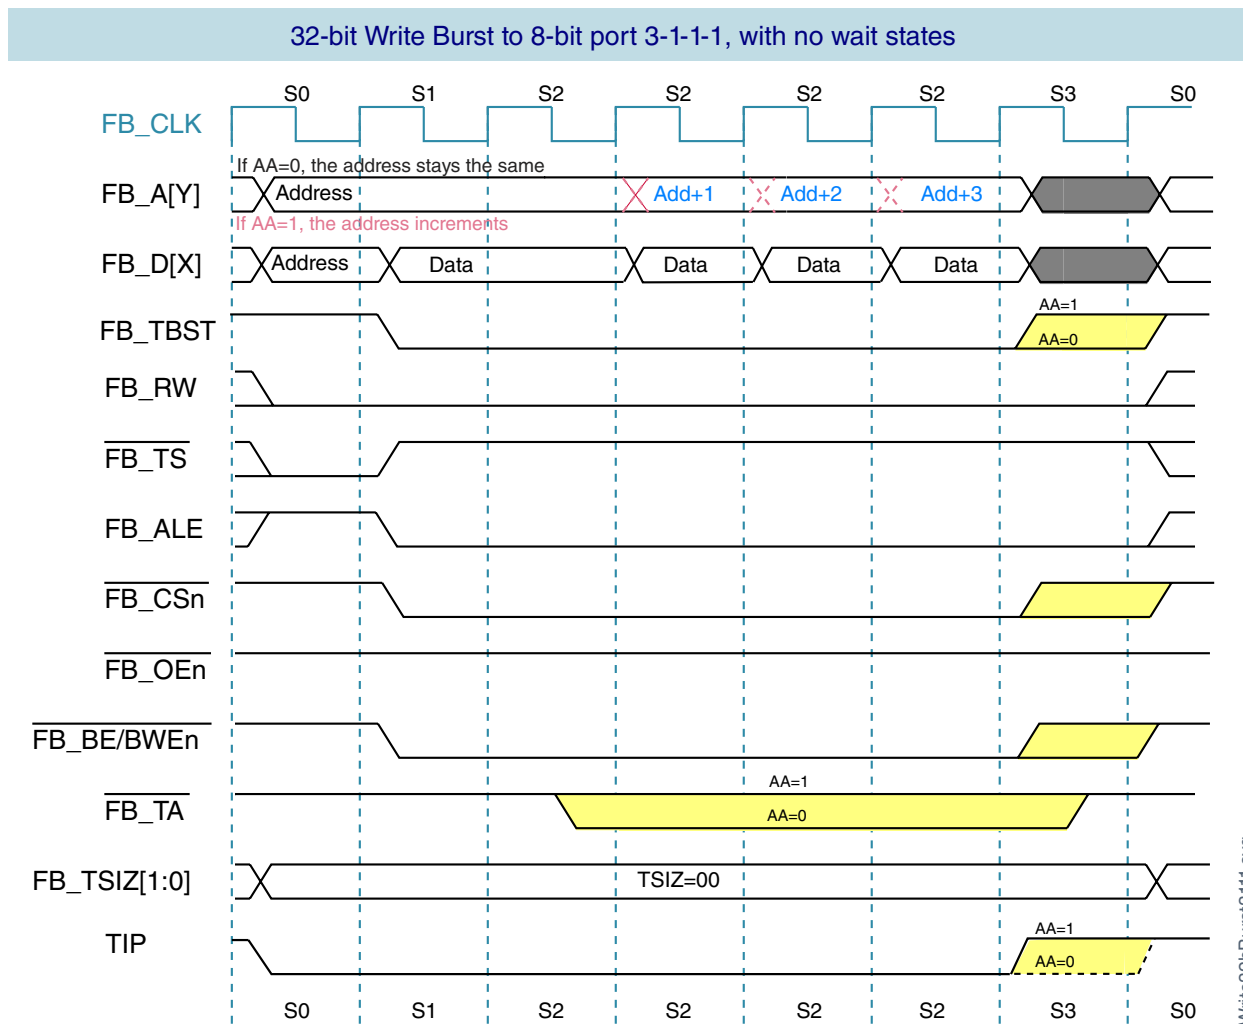 32-bit Write Burst to 8-bit port 3-1-1-1, with no wait states
S0 S1 S2 S2 S2 S2 S3 S0
FB_CLK
If AA=0, the address stays the same
FB_A[Y] Address Add+1 Add+2 Add+3
If AA=1, the address increments
FB_D[X] Address Data Data Data Data
AA=1
FB_TBST
AA=0
FB_RW
FB_TS
FB_ALE
FB_CSn
FB_OEn
FB_BE/BWEn
AA=1
FB_TA
AA=0
FB_TSIZ[1:0] TSIZ=00
AA=1
TIP
AA=0
S0 S1 S2 S2 S2 S2 S3 S0